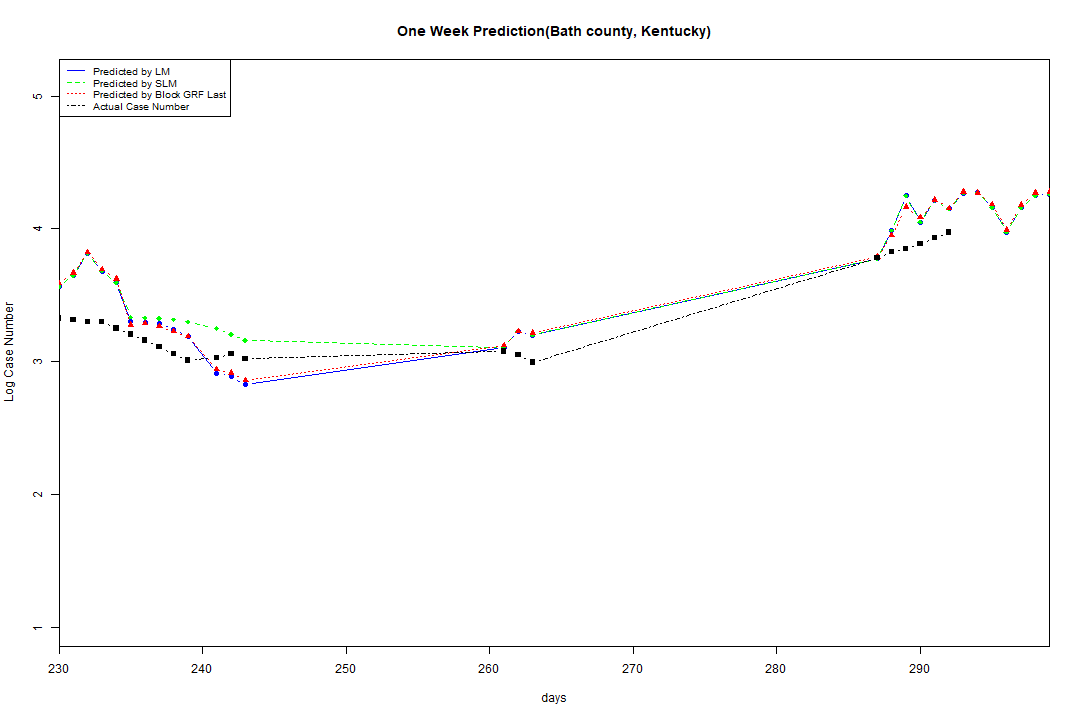 One Week Prediction(Bath county, Kentucky)
Predicted by LM
Predicted by SLM
Predicted by Block GRF Last
Actual Case Number
Log Case Number
5
4
3
2
1
230 240 250 260 270 280 290
days